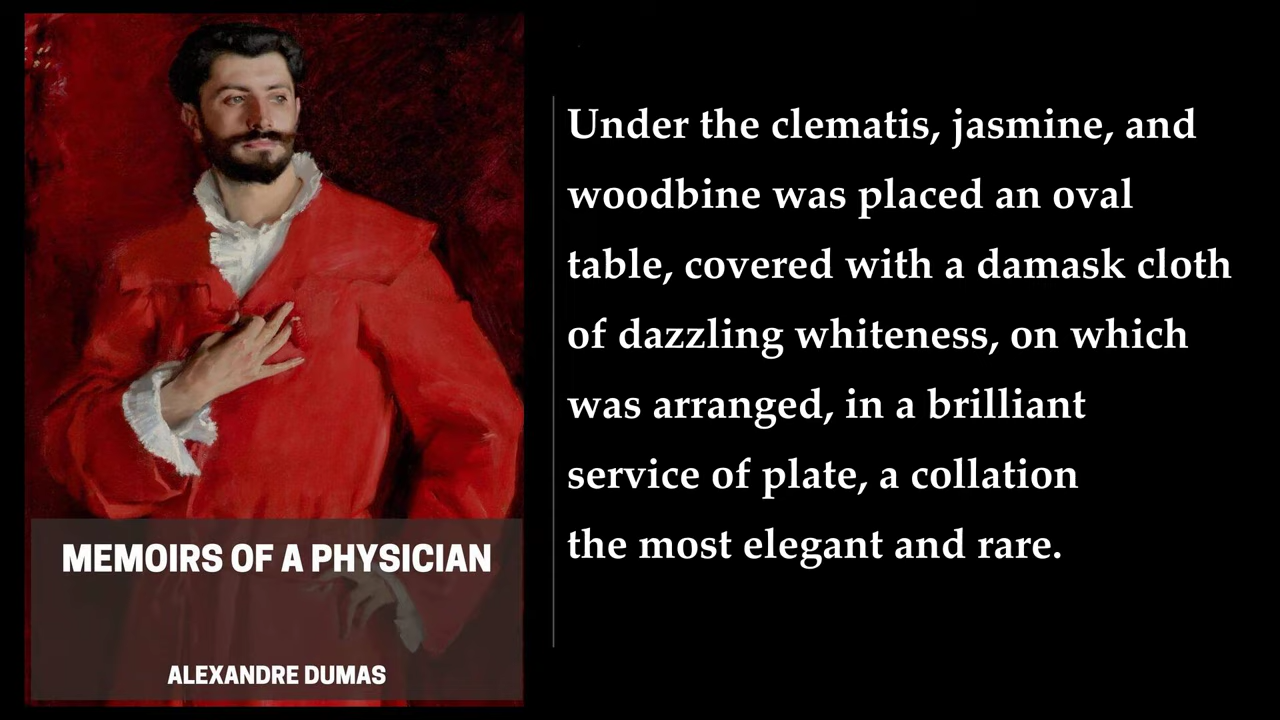 MEMOIRS OF A PHYSICIAN
ALEXANDRE DUMAS
Under the clematis, jasmine, and
woodbine was placed an oval
table, covered with a damask cloth
of dazzling whiteness, on which
was arranged, in a brilliant
service of plate, a collation
the most elegant and rare.